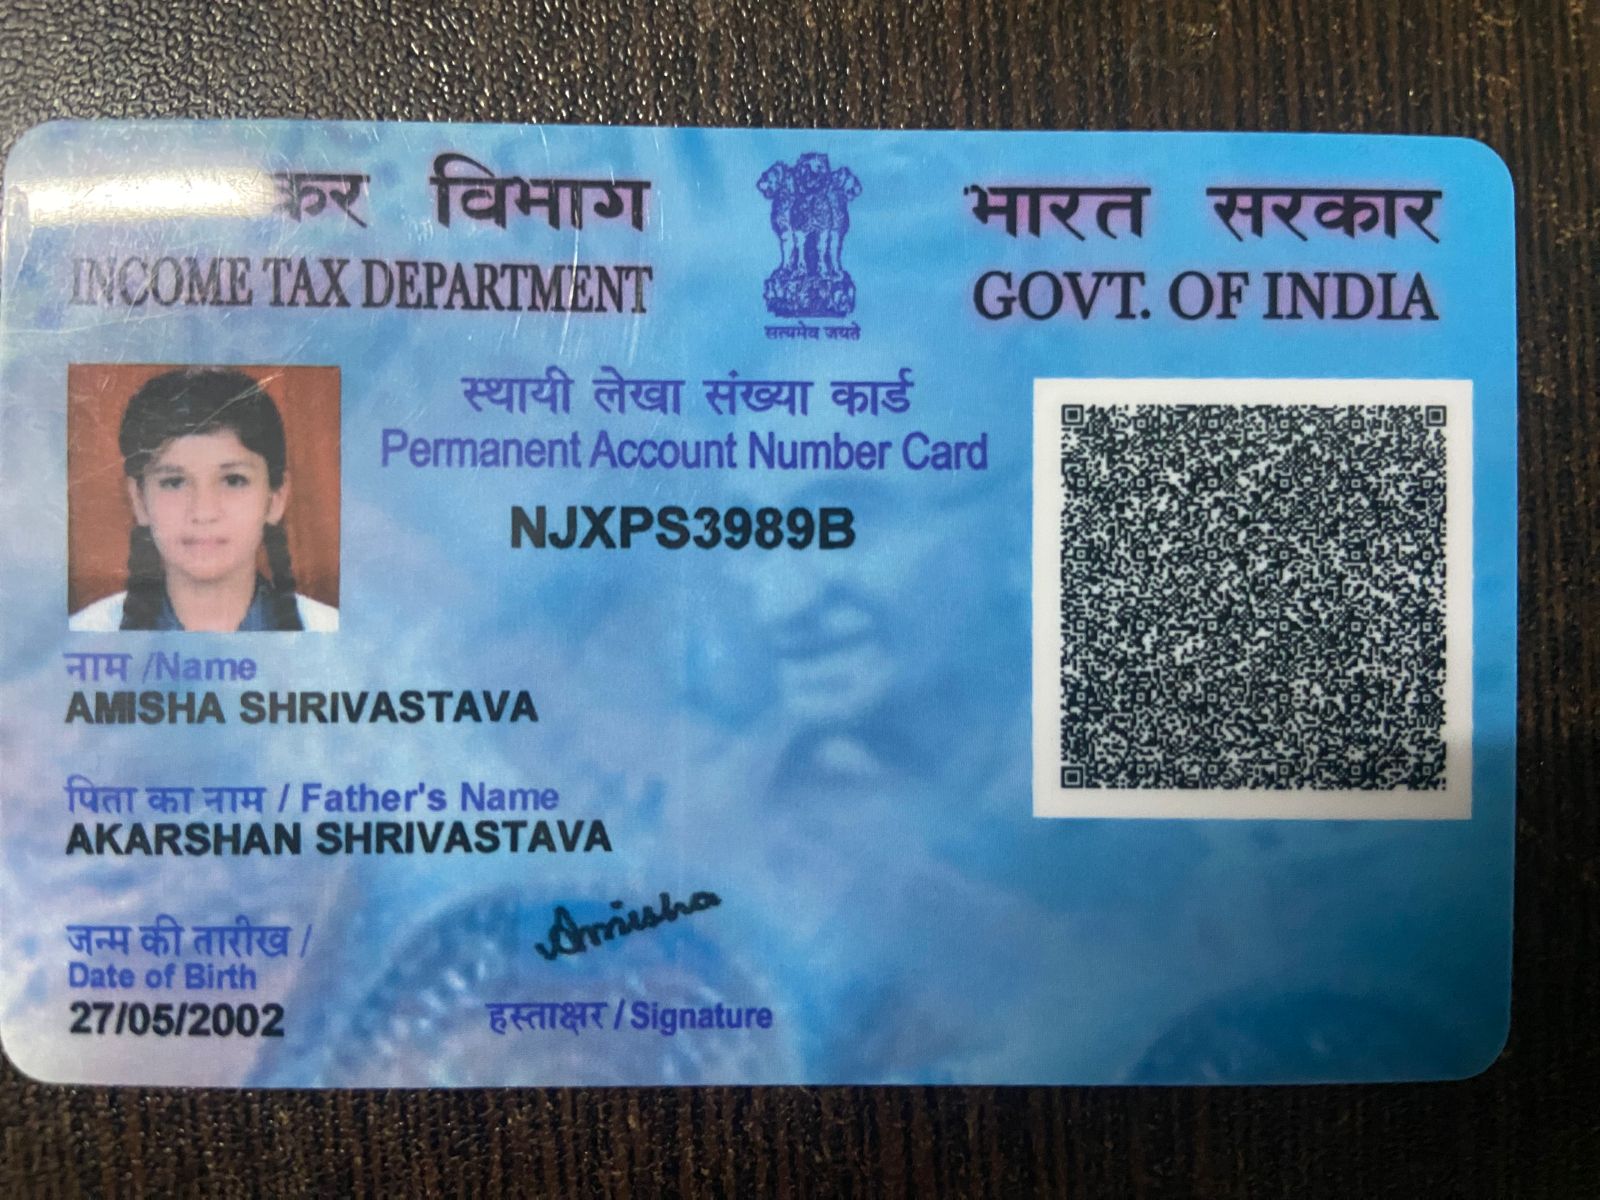 कर विभाग
INCOME TAX DEPARTMENT
सत्यमेव जयते
भारत सरकार
GOVT. OF INDIA
स्थायी लेखा संख्या कार्ड
Permanent Account Number Card
NJXPS3989B
नाम /Name
AMISHA SHRIVASTAVA
पिता का नाम / Father's Name
AKARSHAN SHRIVASTAVA
जन्म की तारीख /
Date of Birth
27/05/2002
Amisha
हस्ताक्षर / Signature